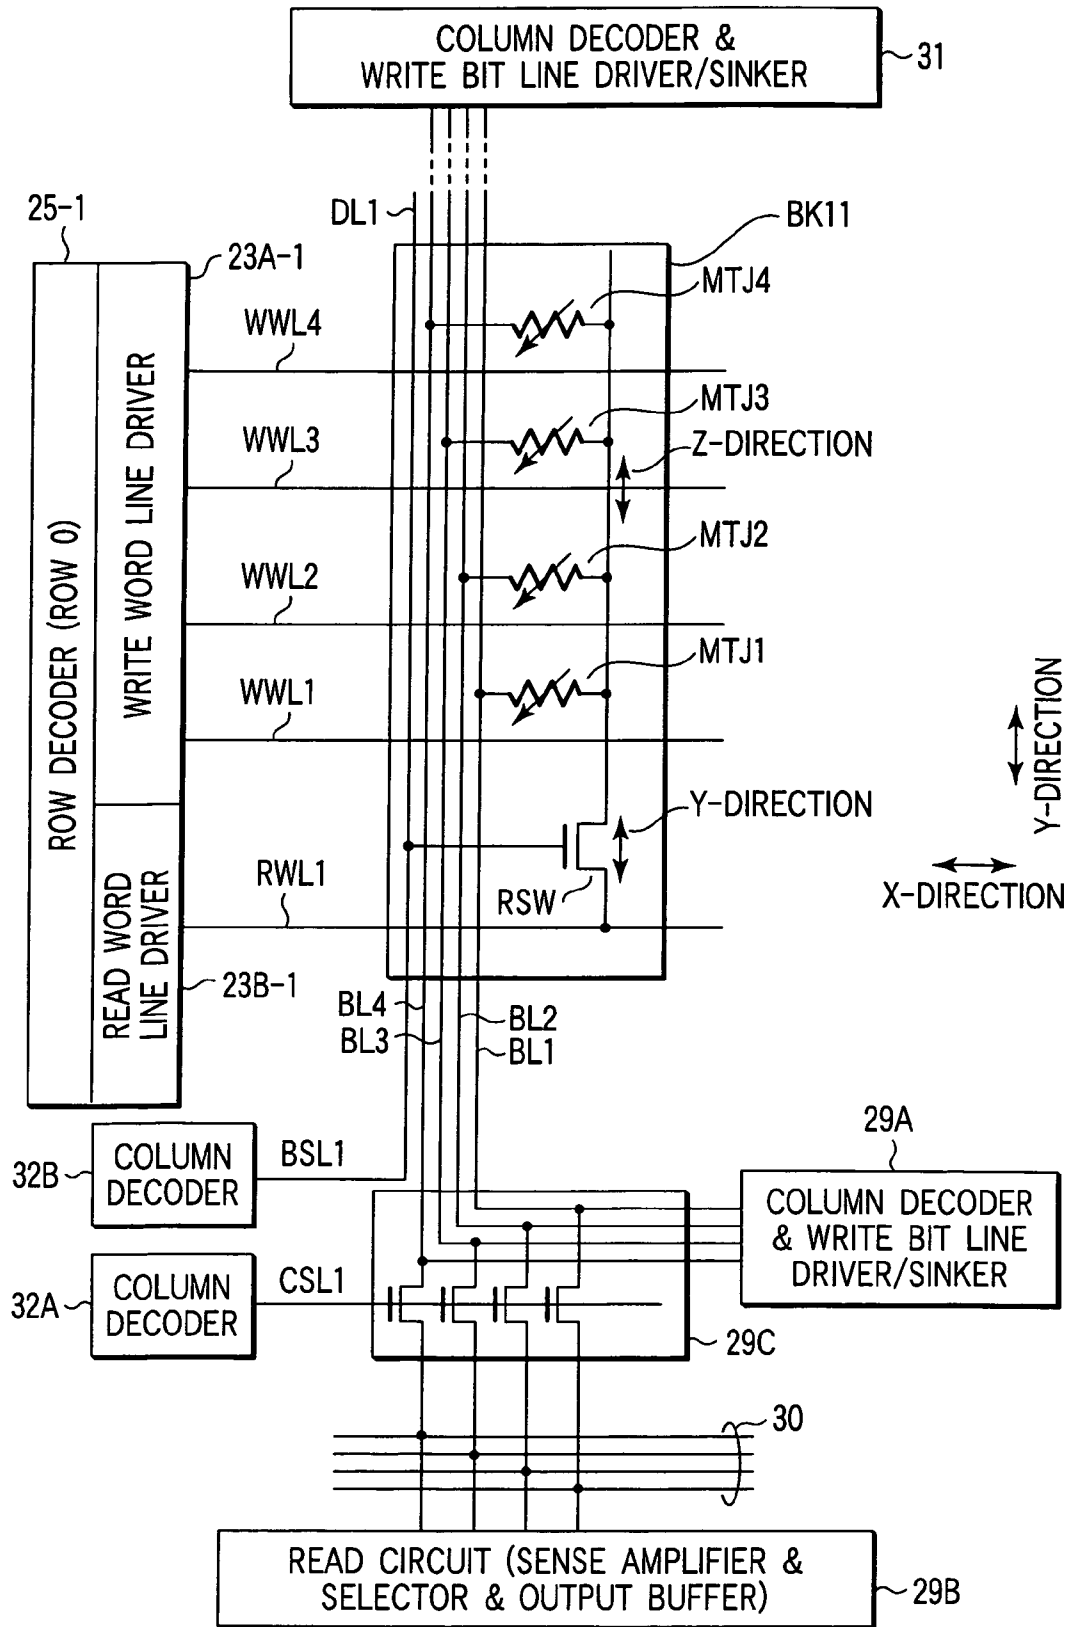 COLUMN DECODER &
WRITE BIT LINE DRIVER/SINKER
31
DL1
BK11
25-1
23A-1
MTJ4
WWL4
MTJ3
WWL3
Z-DIRECTION
WRITE WORD LINE DRIVER
ROW DECODER (ROW 0)
MTJ2
WWL2
MTJ1
WWL1
Y-DIRECTION
Y-DIRECTION
X-DIRECTION
RWL1
RSW
READ WORD
LINE DRIVER
23B-1
BL4
BL3
BL2
BL1
29A
32B
COLUMN
DECODER
BSL1
COLUMN DECODER
& WRITE BIT LINE
DRIVER/SINKER
32A
COLUMN
DECODER
CSL1
29C
30
READ CIRCUIT (SENSE AMPLIFIER &
SELECTOR & OUTPUT BUFFER)
29B